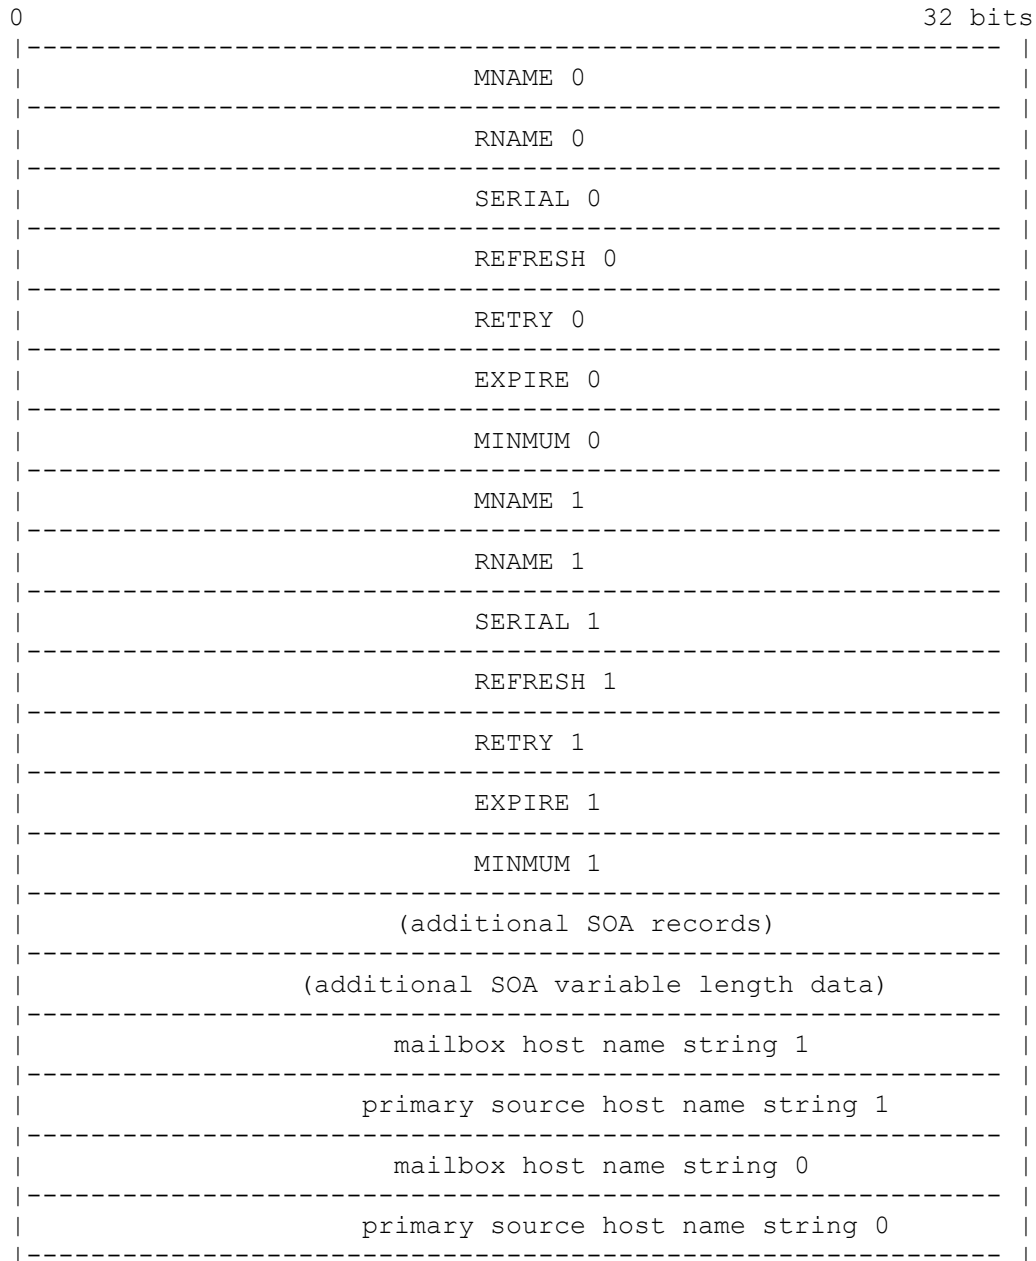 0 32 bits
|------------------------------------------------------------- |
| MNAME 0 |
|------------------------------------------------------------- |
| RNAME 0 |
|------------------------------------------------------------- |
| SERIAL 0 |
|------------------------------------------------------------- |
| REFRESH 0 |
|------------------------------------------------------------- |
| RETRY 0 |
|------------------------------------------------------------- |
| EXPIRE 0 |
|------------------------------------------------------------- |
| MINMUM 0 |
|------------------------------------------------------------- |
| MNAME 1 |
|------------------------------------------------------------- |
| RNAME 1 |
|------------------------------------------------------------- |
| SERIAL 1 |
|------------------------------------------------------------- |
| REFRESH 1 |
|------------------------------------------------------------- |
| RETRY 1 |
|------------------------------------------------------------- |
| EXPIRE 1 |
|------------------------------------------------------------- |
| MINMUM 1 |
|------------------------------------------------------------- |
| (additional SOA records) |
|------------------------------------------------------------- |
| (additional SOA variable length data) |
|------------------------------------------------------------- |
| mailbox host name string 1 |
|------------------------------------------------------------- |
| primary source host name string 1 |
|------------------------------------------------------------- |
| mailbox host name string 0 |
|------------------------------------------------------------- |
| primary source host name string 0 |
|------------------------------------------------------------- |